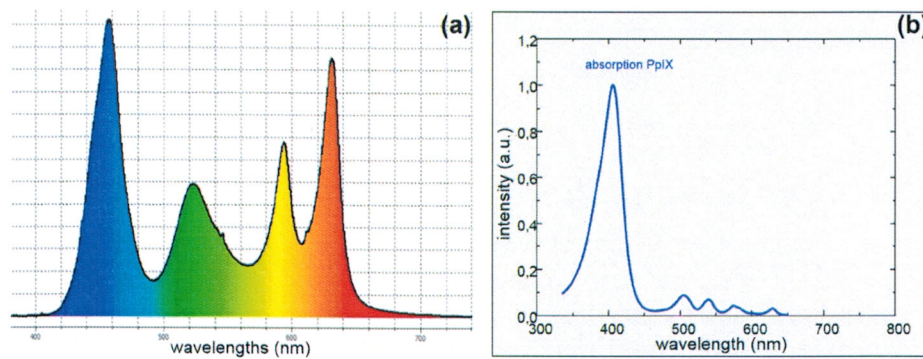 (a)
400
500
600
700
wavelengths (nm)
(b)
1,2
1,0
0,8
0,6
0,4
0,2
0,0
absorption PpIX
intensity (a.u.)
300
400
500
600
700
800
wavelength (nm)